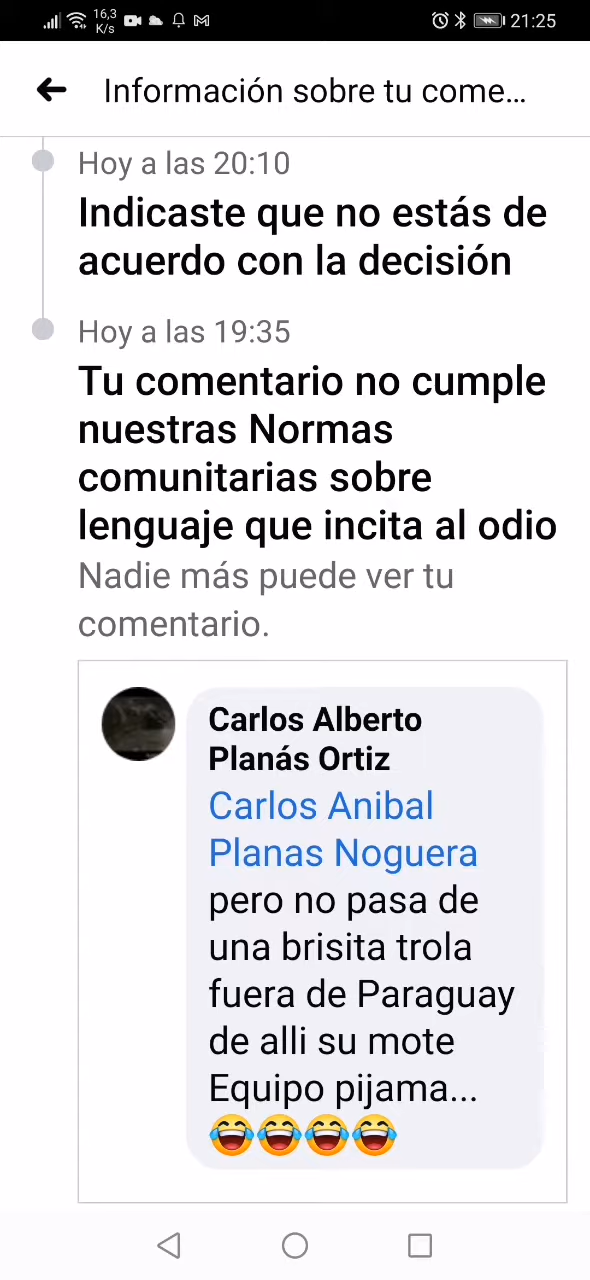 16,3
K/s
21:25
Información sobre tu come...
Hoy a las 20:10
Indicaste que no estás de
acuerdo con la decisión
Hoy a las 19:35
Tu comentario no cumple
nuestras Normas
comunitarias sobre
lenguaje que incita al odio
Nadie más puede ver tu
comentario.
Carlos Alberto
Planás Ortiz
Carlos Anibal
Planas Noguera
pero no pasa de
una brisita trola
fuera de Paraguay
de alli su mote
Equipo pijama...
😂😂😂😂